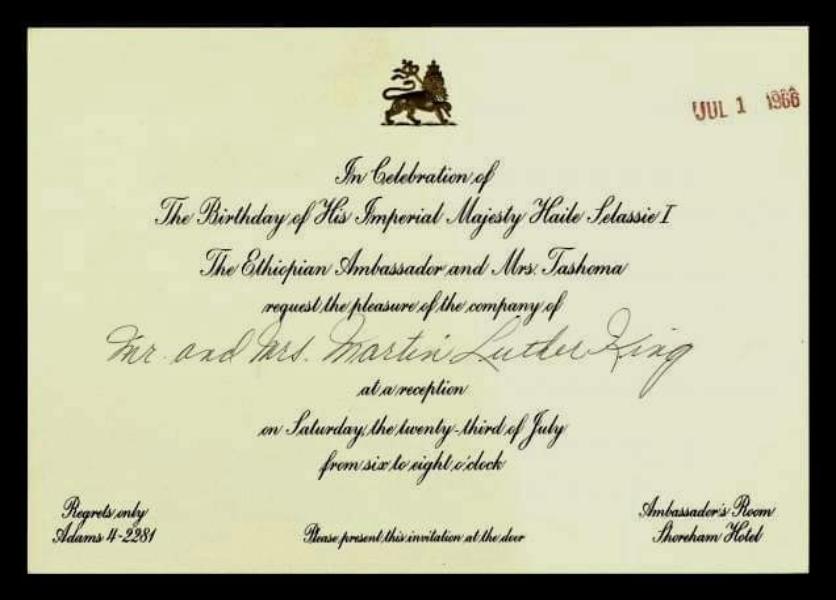 JUL 1 1966
In Celebration of
The Birthday of His Imperial Majesty Haile Selassie I
The Ethiopian Ambassador and Mrs. Tashoma
request the pleasure of the company of
Mr. and Mrs. Martin Luther King
at a reception
on Saturday, the twenty-third of July
from six to eight o'clock
Regrets only
Adams 4-2281
Please present this invitation at the door
Ambassador's Room
Shoreham Hotel